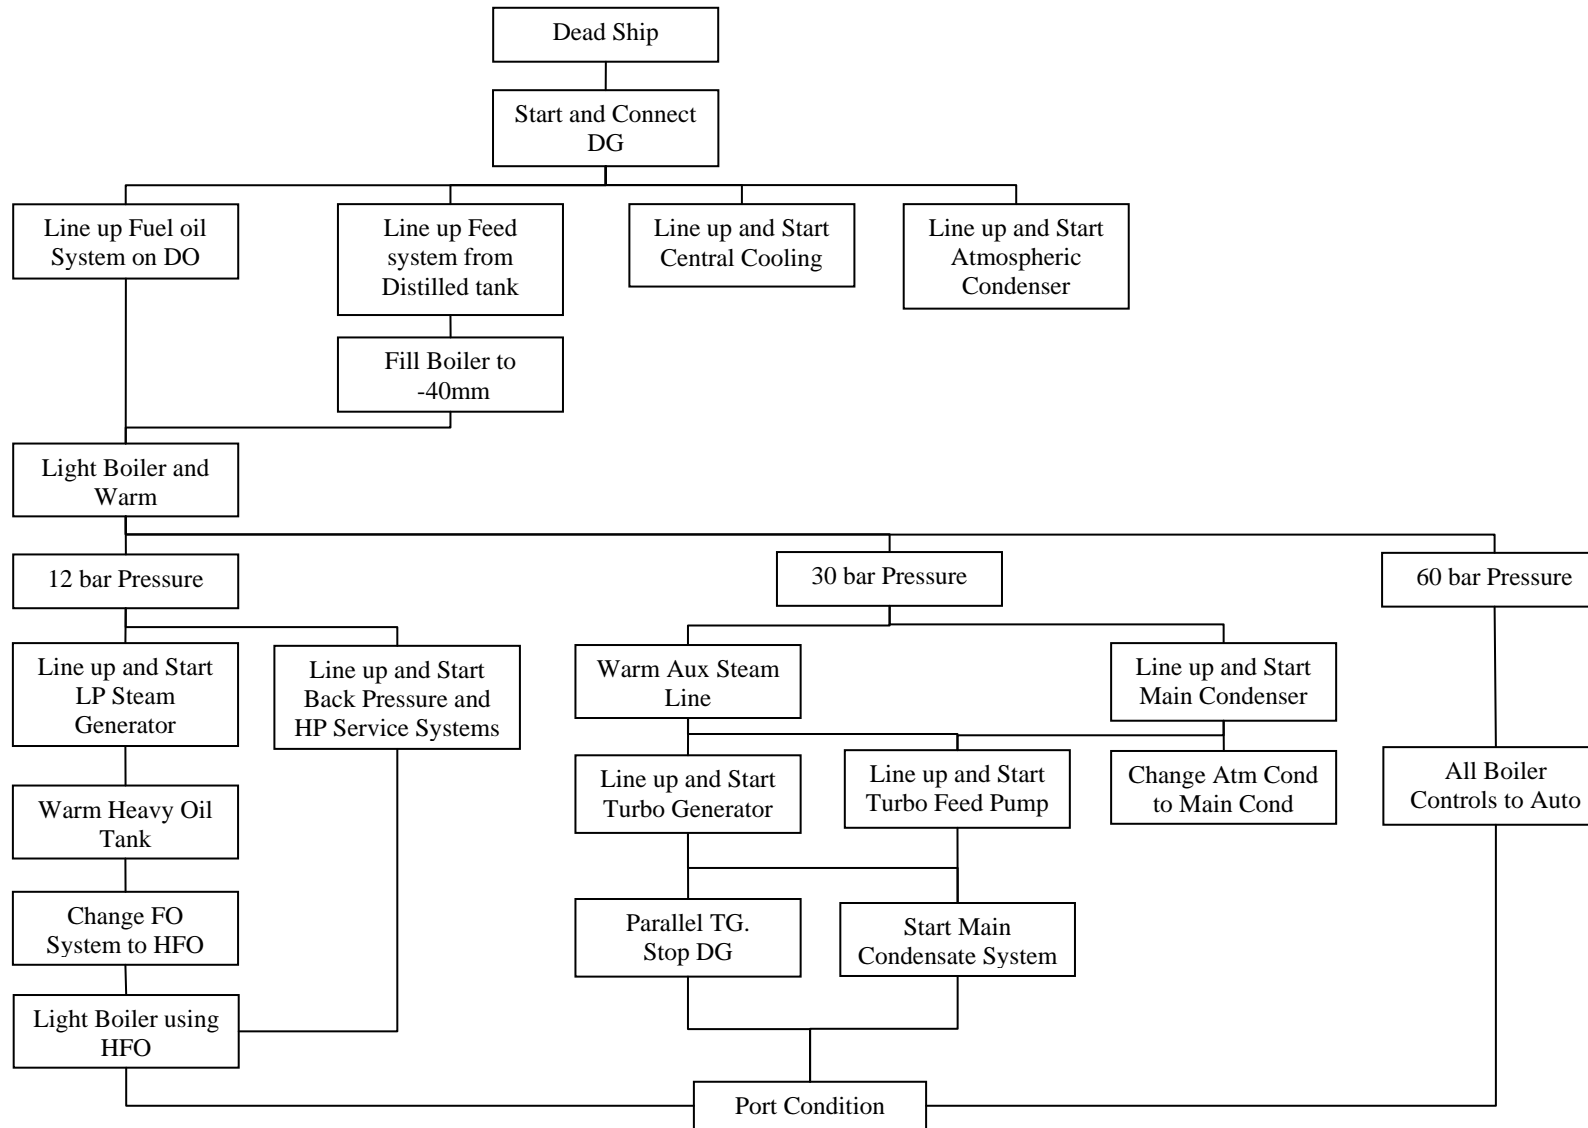 Dead Ship
Start and Connect
DG
Line up Fuel oil
System on DO
Line up Feed
system from
Distilled tank
Line up and Start
Central Cooling
Line up and Start
Atmospheric
Condenser
Fill Boiler to
-40mm
Light Boiler and
Warm
12 bar Pressure
30 bar Pressure
60 bar Pressure
Line up and Start
LP Steam
Generator
Line up and Start
Back Pressure and
HP Service Systems
Warm Aux Steam
Line
Line up and Start
Main Condenser
Warm Heavy Oil
Tank
Line up and Start
Turbo Generator
Line up and Start
Turbo Feed Pump
Change Atm Cond
to Main Cond
All Boiler
Controls to Auto
Change FO
System to HFO
Parallel TG.
Stop DG
Start Main
Condensate System
Light Boiler using
HFO
Port Condition